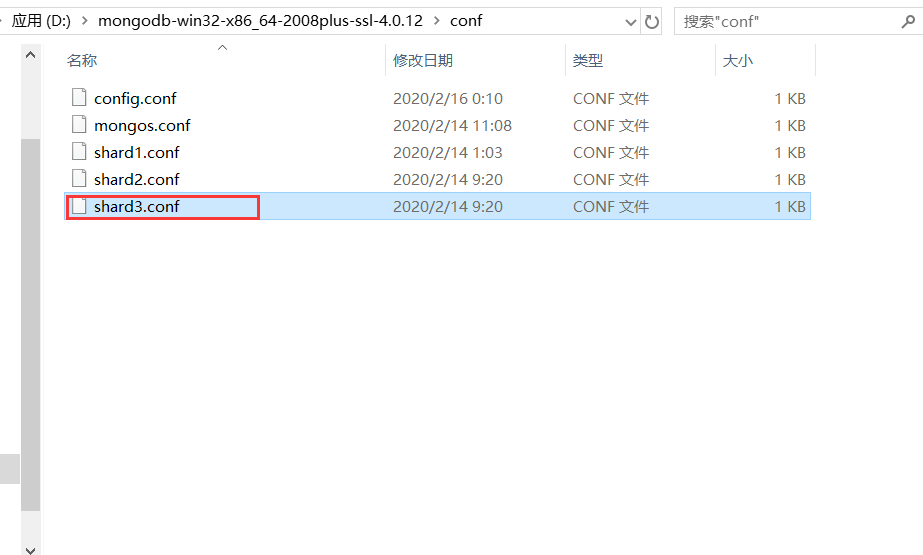 应用 (D:) > mongodb-win32-x86_64-2008plus-ssl-4.0.12 > conf 搜索"conf"
名称 修改日期 类型 大小
config.conf 2020/2/16 0:10 CONF 文件 1 KB
mongos.conf 2020/2/14 11:08 CONF 文件 1 KB
shard1.conf 2020/2/14 1:03 CONF 文件 1 KB
shard2.conf 2020/2/14 9:20 CONF 文件 1 KB
shard3.conf 2020/2/14 9:20 CONF 文件 1 KB